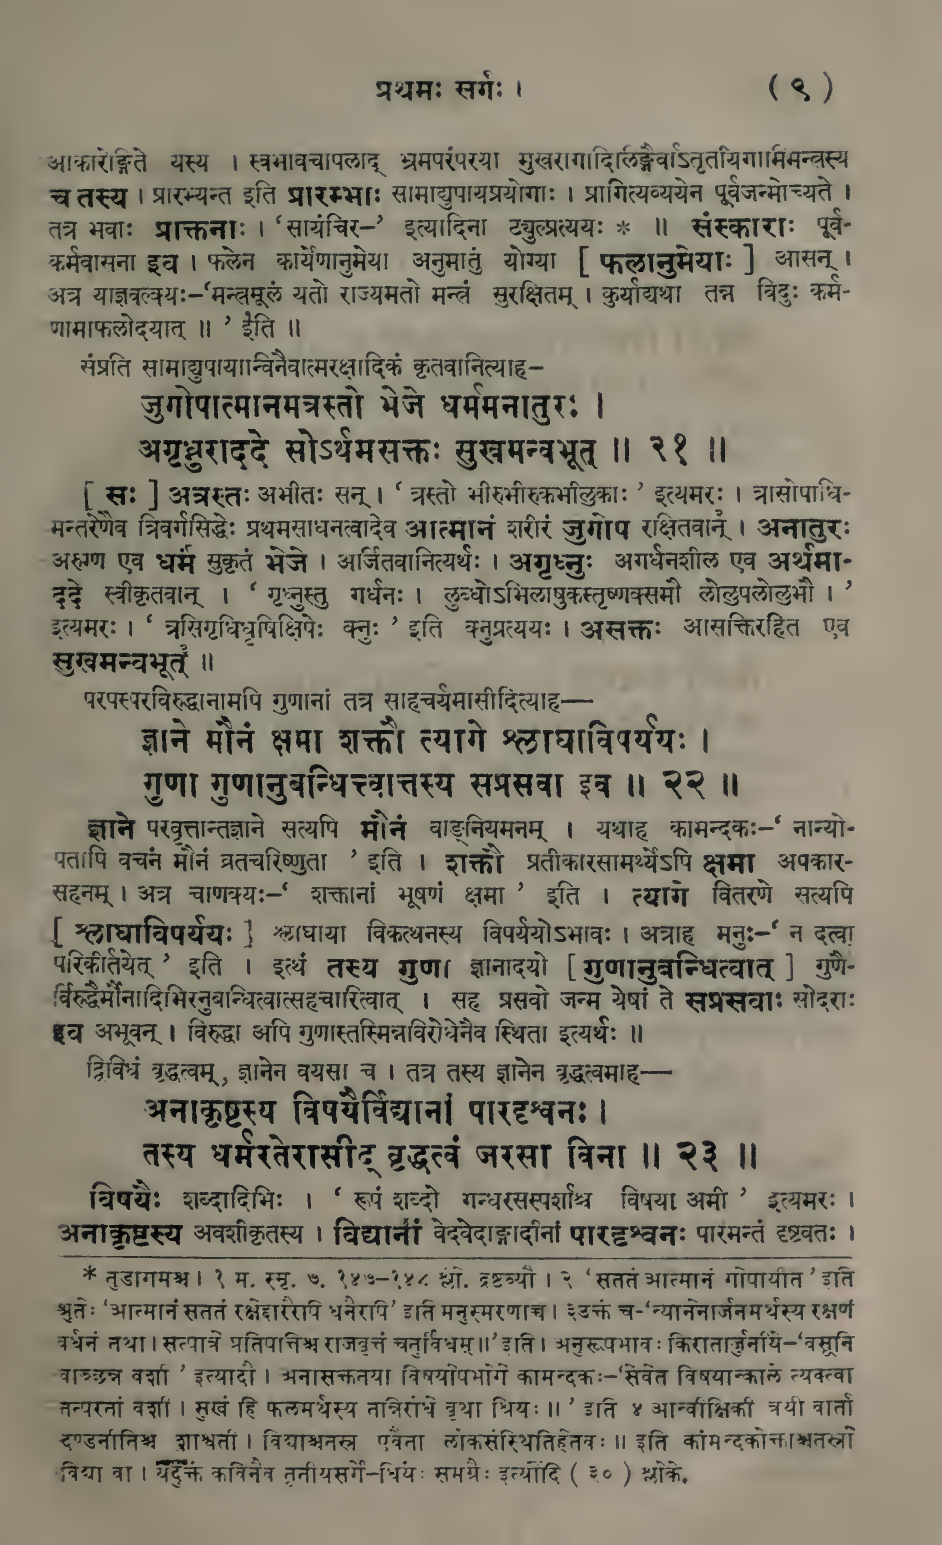 प्रथमः सर्गः । ( ९ )
आकारेङ्गिते यस्य । स्वभावचापलाद् भ्रमपरंपरया मुखरागादिलिङ्गैर्वाऽतृतीयगामिमन्त्रस्य
च तस्य । प्रारभ्यन्त इति प्रारम्भाः सामाद्युपायप्रयोगाः । प्रागित्यव्ययेन पूर्वजन्मोच्यते ।
तत्र भवाः प्राक्तनाः । ‘सायंचिर–’ इत्यादिना ट्युल्प्रत्ययः * ॥ संस्काराः पूर्व-
कर्मवासना इव । फलेन कार्येणानुमेया अनुमातुं योग्या [ फलानुमेयाः ] आसन् ।
अत्र याज्ञवल्क्यः–‘मन्त्रमूलं यतो राज्यमतो मन्त्रं सुरक्षितम् । कुर्याद्यथा तन्न विदुः कर्म-
णामाफलोदयात् ॥ ’ इति ॥
संप्रति सामाद्युपायान्विनैवात्मरक्षादिकं कृतवानित्याह–
जुगोपात्मानमत्रस्तो भेजे धर्ममनातुरः ।
अगृध्नुराददे सोऽर्थमसक्तः सुखमन्वभूत् ॥ २१ ॥
[ सः ] अत्रस्तः अभीतः सन् । ‘ त्रस्तो भीरुभीरुकभीलुकाः ’ इत्यमरः । त्रासोपाधि-
मन्तरेणैव त्रिवर्गसिद्धेः प्रथमसाधनत्वादेव आत्मानं शरीरं जुगोप रक्षितवान् । अनातुरः
अरुग्ण एव धर्मं सुकृतं भेजे । अर्जितवानित्यर्थः । अगृध्नुः अगर्धनशील एव अर्थमा-
ददे स्वीकृतवान् । ‘ गृध्नुस्तु गर्धनः । लुब्धोऽभिलाषुकस्तृष्णक्समौ लोलुपलोलुभौ । ’
इत्यमरः । ‘ त्रसिगृधिधृषिक्षिपेः क्नुः ’ इति क्नुप्रत्ययः । असक्तः आसक्तिरहित एव
सुखमन्वभूत् ॥
परपस्परविरुद्धानामपि गुणानां तत्र साहचर्यमासीदित्याह—
ज्ञाने मौनं क्षमा शक्तौ त्यागे श्लाघाविपर्ययः ।
गुणा गुणानुबन्धित्त्वात्तस्य सप्रसवा इव ॥ २२ ॥
ज्ञाने परवृत्तान्तज्ञाने सत्यपि मौनं वाङ्नियमनम् । यथाह कामन्दकः–‘ नान्यो-
पतापि वचनं मौनं व्रतचरिष्णुता ’ इति । शक्तौ प्रतीकारसामर्थ्येऽपि क्षमा अपकार-
सहनम् । अत्र चाणक्यः–‘ शक्तानां भूषणं क्षमा ’ इति । त्यागे वितरणे सत्यपि
[ श्लाघाविपर्ययः ] श्लाघाया विकत्थनस्य विपर्ययोऽभावः । अत्राह मनुः–‘ न दत्वा
परिकीर्तयेत् ’ इति । इत्थं तस्य गुणा ज्ञानादयो [ गुणानुबन्धित्वात् ] गुणै-
र्विरुद्धैर्मौनादिभिरनुबन्धित्वात्सहचारित्वात् । सह प्रसवो जन्म येषां ते सप्रसवाः सोदराः
इव अभूवन् । विरुद्धा अपि गुणास्तस्मिन्नविरोधेनैव स्थिता इत्यर्थः ॥
द्विविधं वृद्धत्वम्, ज्ञानेन वयसा च । तत्र तस्य ज्ञानेन वृद्धत्वमाह—
अनाकृष्टस्य विषयैर्विद्यानां पारदृश्वनः ।
तस्य धर्मरतेरासीद् वृद्धत्वं जरसा विना ॥ २३ ॥
विषयैः शब्दादिभिः । ‘ रूपं शब्दो गन्धरसस्पर्शाश्च विषया अमी ’ इत्यमरः ।
अनाकृष्टस्य अवशीकृतस्य । विद्यानां वेदवेदाङ्गादीनां पारदृश्वनः पारमन्तं दृष्टवतः ।
* तुडागमश्च । १ म. स्मृ. ७. १४७–१४८ श्लो. द्रष्टव्यौ । २ ‘सततं आत्मानं गोपायीत ’ इति
श्रुतेः ‘आत्मानं सततं रक्षेद्दारैरपि धनैरपि’ इति मनुस्मरणाच्च । ३उक्तं च–‘न्यानेनार्जनमर्थस्य रक्षणं
वर्धनं तथा । सत्पात्रे प्रतिपत्तिश्च राजवृत्तं चतुर्विधम् ॥’ इति । अनुरूपभावः किरातार्जुनीये–‘वसूनि
वाञ्छन्न वशी ’ इत्यादौ । अनासक्ततया विषयोपभोगे कामन्दकः–‘सेवेत विषयान्काले त्यक्त्वा
तत्परतां वशी । सुखं हि फलमर्थस्य तन्निरोधे वृथा श्रियः ॥ ’ इति ४ आन्वीक्षिकी त्रयी वार्ता
दण्डनीतिश्च शाश्वती । विद्याश्चतस्र एवैता लोकसंस्थितिहेतवः ॥ इति कामन्दकोक्ताश्चतस्रो
विद्या वा । यदुक्तं कविनैव तृतीयसर्गे–धियः समग्रैः इत्यादि ( ३० ) श्लोके.